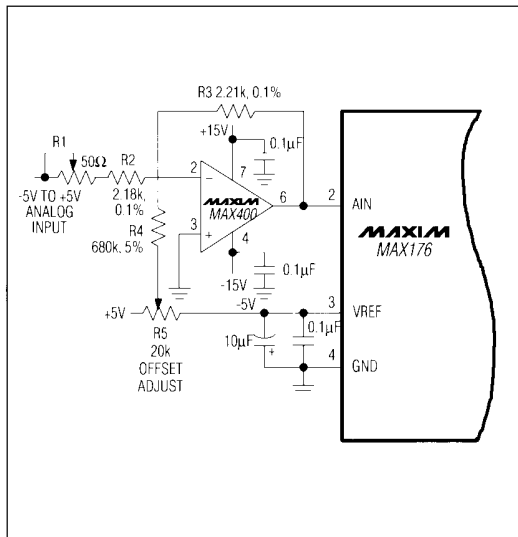 R3 2.21k, 0.1%
+15V
0.1µF
R1
50Ω
R2
2.18k,
0.1%
-5V TO +5V
ANALOG
INPUT
2
7
6
3
4
−
+
MAXIM
MAX400
R4
680k, 5%
0.1µF
-15V
+5V
R5
20k
OFFSET
ADJUST
-5V
10µF
+
0.1µF
2
AIN
MAXIM
MAX176
3
VREF
4
GND